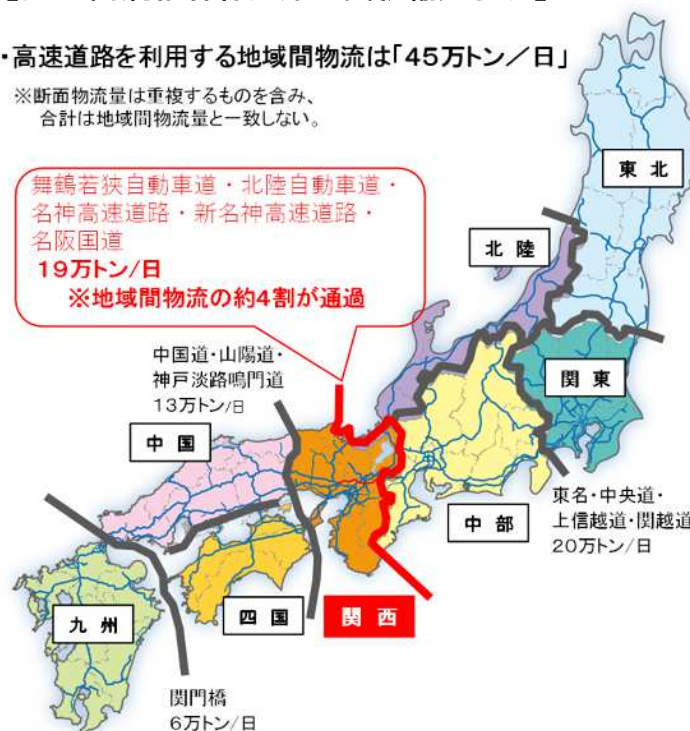 ・高速道路を利用する地域間物流は「45万トン／日」
※断面物流量は重複するものを含み、
合計は地域間物流量と一致しない。
舞鶴若狭自動車道・北陸自動車道・
名神高速道路・新名神高速道路・
名阪国道
19万トン/日
※地域間物流の約4割が通過
東北
北陸
関東
中国道・山陽道・
神戸淡路鳴門道
13万トン/日
中国
中部
東名・中央道・
上信越道・関越道
20万トン/日
九州
四国
関西
関門橋
6万トン/日